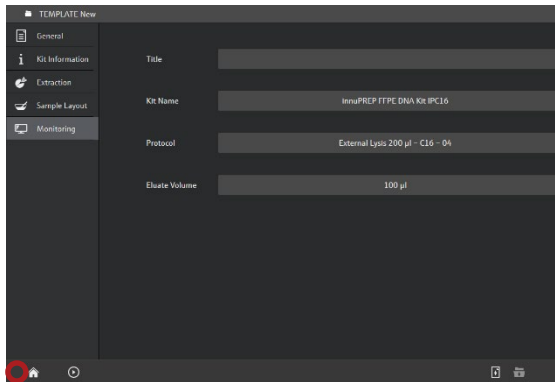 TEMPLATE New
General
Kit Information
Extraction
Sample Layout
Monitoring
Title
Kit Name
InnuPREP FFPE DNA Kit IPC16
Protocol
External Lysis 200 µl - C16 - 04
Eluate Volume
100 µl